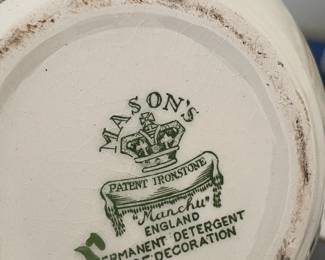 MASON'S
PATENT IRONSTONE
"Manchu"
ENGLAND
PERMANENT DETERGENT
DECORATION